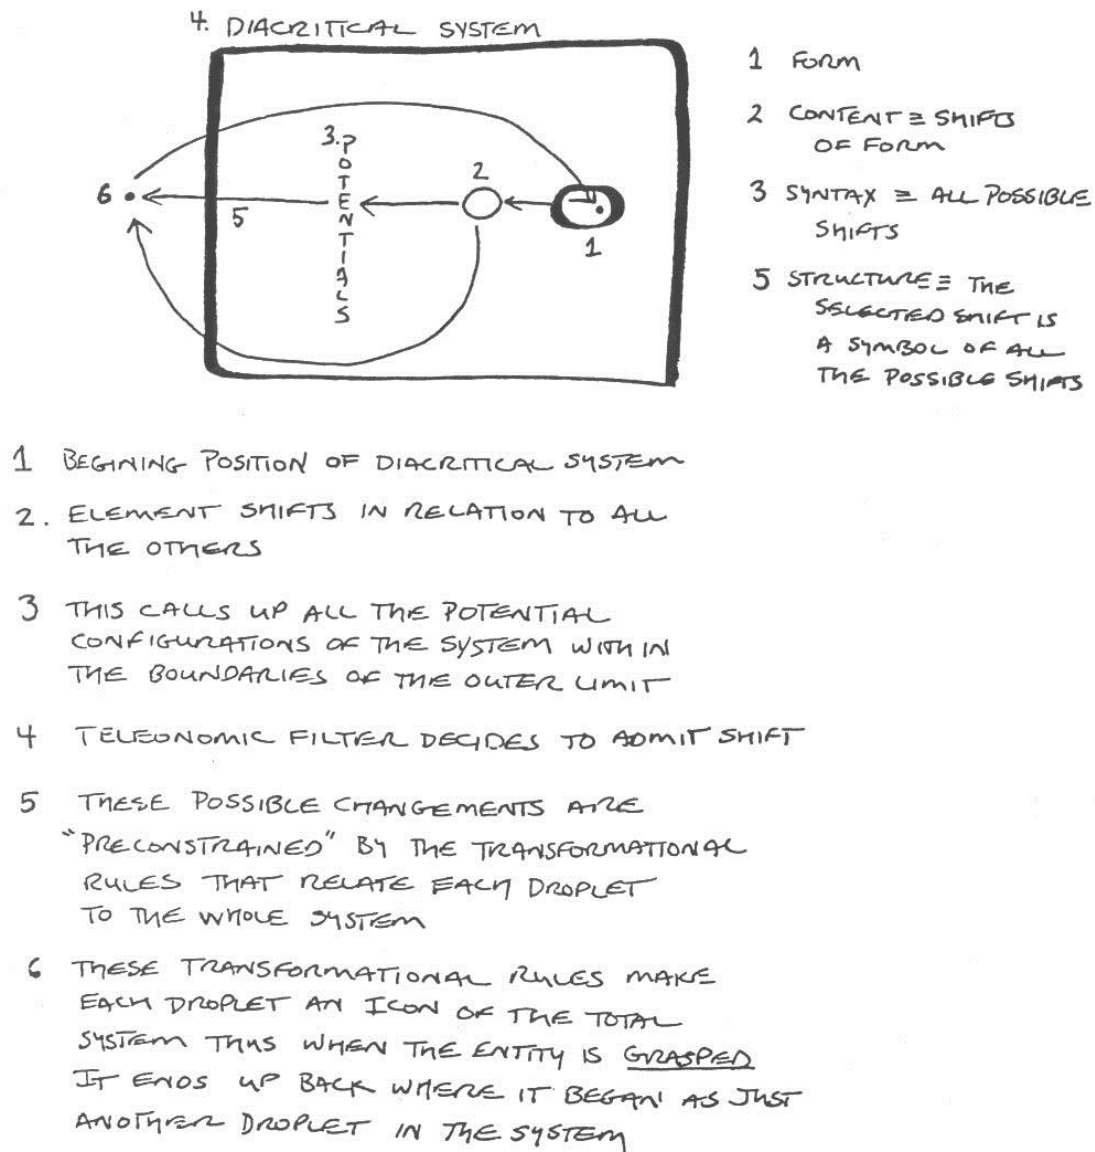 4. DIACRITICAL SYSTEM
3. POTENTIALS
2
6
5
1
1 FORM
2 CONTENT ≡ SHIFTS
OF FORM
3 SYNTAX ≡ ALL POSSIBLE
SHIFTS
5 STRUCTURE ≡ THE
SELECTED SHIFT IS
A SYMBOL OF ALL
THE POSSIBLE SHIFTS
1 BEGINING POSITION OF DIACRITICAL SYSTEM
2. ELEMENT SHIFTS IN RELATION TO ALL
THE OTHERS
3 THIS CALLS UP ALL THE POTENTIAL
CONFIGURATIONS OF THE SYSTEM WITH IN
THE BOUNDARIES OF THE OUTER LIMIT
4 TELEONOMIC FILTER DECIDES TO ADMIT SHIFT
5 THESE POSSIBLE CHANGEMENTS ARE
"PRECONSTRAINED" BY THE TRANSFORMATIONAL
RULES THAT RELATE EACH DROPLET
TO THE WHOLE SYSTEM
6 THESE TRANSFORMATIONAL RULES MAKE
EACH DROPLET AN ICON OF THE TOTAL
SYSTEM THUS WHEN THE ENTITY IS GRASPED
IT ENDS UP BACK WHERE IT BEGAN AS JUST
ANOTHER DROPLET IN THE SYSTEM